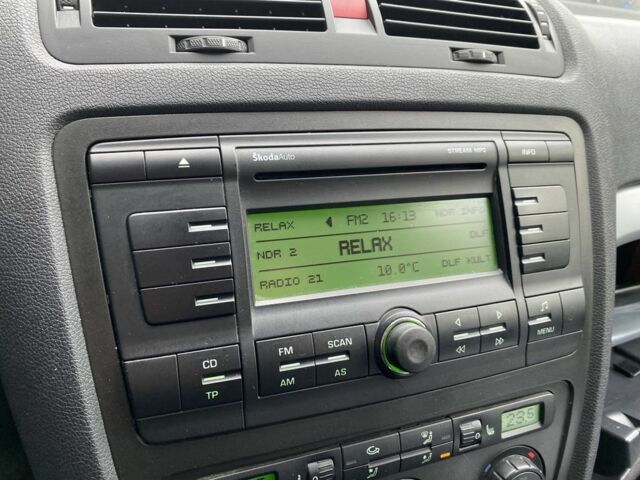 ŠkodaAuto STREAM MP3 INFO
RELAX FM2 16:13 NDR INFO
NDR 2 RELAX DLF
RADIO 21 10.0°C DLF KULT
CD FM SCAN MENU
TP AM AS
23.5